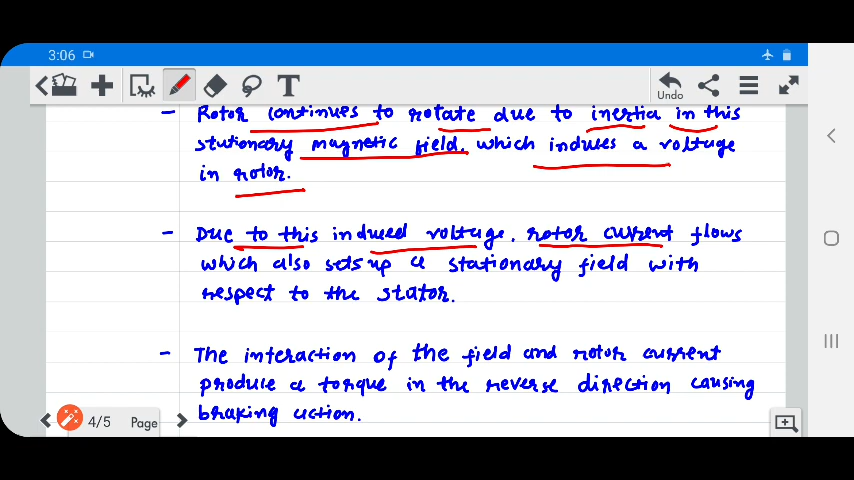 3:06
Undo
- Rotor continues to rotate due to inertia in this
stationary magnetic field, which induces a voltage
in rotor.
- Due to this induced voltage, rotor current flows
which also sets up a stationary field with
respect to the stator.
- The interaction of the field and rotor current
produce a torque in the reverse direction causing
braking action.
4/5 Page